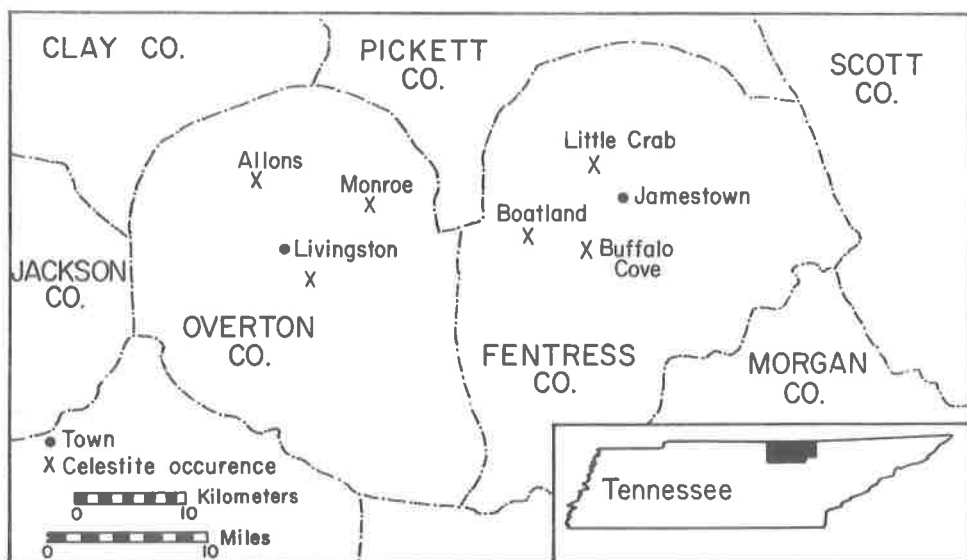 CLAY CO.
PICKETT
CO.
SCOTT
CO.
Little Crab
Allons
Monroe
Jamestown
Boatland
Livingston
Buffalo
Cove
JACKSON
CO.
OVERTON
CO.
FENTRESS
CO.
MORGAN
CO.
Town
X Celestite occurence
Kilometers
0 10
Miles
0 10
Tennessee